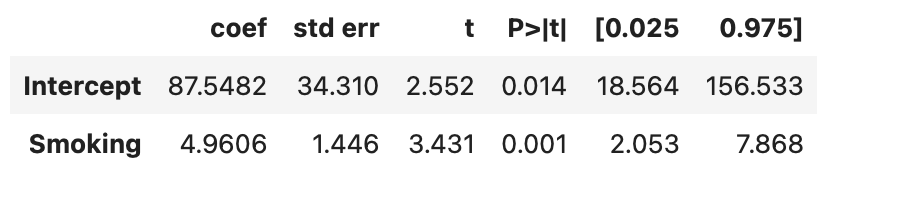 coef std err t P>|t| [0.025 0.975]
Intercept 87.5482 34.310 2.552 0.014 18.564 156.533
Smoking 4.9606 1.446 3.431 0.001 2.053 7.868